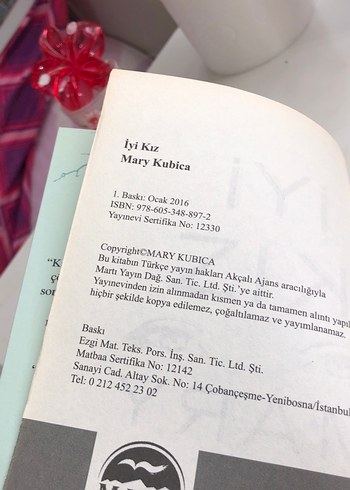 İyi Kız
Mary Kubica
1. Baskı: Ocak 2016
ISBN: 978-605-348-897-2
Yayınevi Sertifika No: 12330
Copyright©MARY KUBICA
Bu kitabın Türkçe yayın hakları Akçalı Ajans aracılığıyla
Martı Yayın Dağ. San. Tic. Ltd. Şti.'ye aittir.
Yayınevinden izin alınmadan kısmen ya da tamamen alıntı yapıl
hiçbir şekilde kopya edilemez, çoğaltılamaz ve yayımlanamaz.
Baskı
Ezgi Mat. Teks. Pors. İnş. San. Tic. Ltd. Şti.
Matbaa Sertifika No: 12142
Sanayi Cad. Altay Sok. No: 14 Çobançeşme-Yenibosna/İstanbul
Tel: 0 212 452 23 02